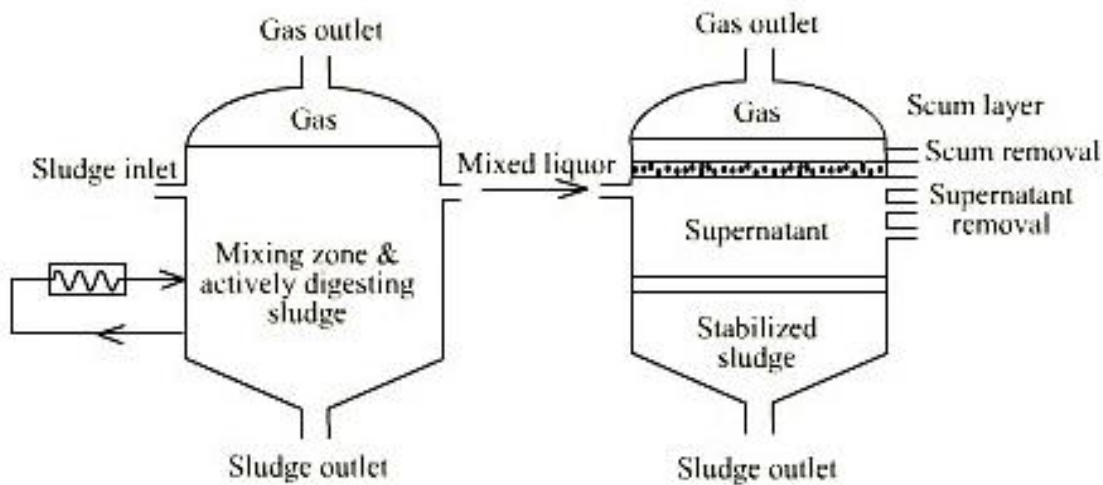 Gas outlet
Gas
Sludge inlet
Mixing zone &
actively digesting
sludge
Sludge outlet
Mixed liquor
Gas outlet
Gas
Scum layer
Scum removal
Supernatant
removal
Supernatant
Stabilized
sludge
Sludge outlet